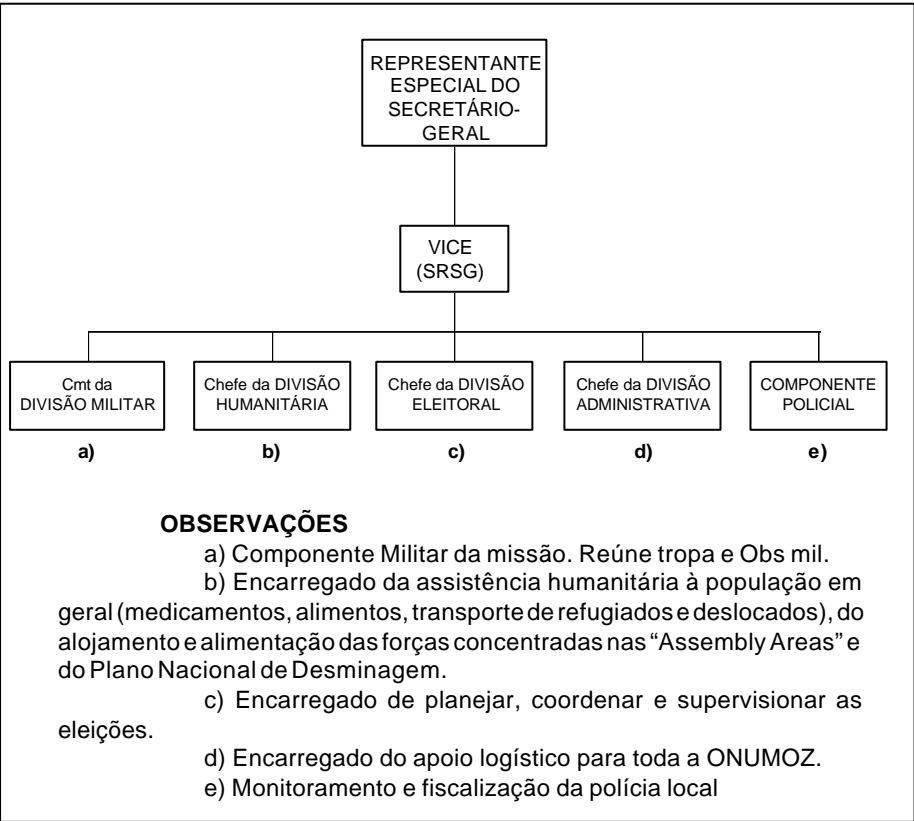 REPRESENTANTE
ESPECIAL DO
SECRETÁRIO-
GERAL
VICE
(SRSG)
Cmt da
DIVISÃO MILITAR
Chefe da DIVISÃO
HUMANITÁRIA
Chefe da DIVISÃO
ELEITORAL
Chefe da DIVISÃO
ADMINISTRATIVA
COMPONENTE
POLICIAL
a)
b)
c)
d)
e)
OBSERVAÇÕES
a) Componente Militar da missão. Reúne tropa e Obs mil.
b) Encarregado da assistência humanitária à população em
geral (medicamentos, alimentos, transporte de refugiados e deslocados), do
alojamento e alimentação das forças concentradas nas “Assembly Areas” e
do Plano Nacional de Desminagem.
c) Encarregado de planejar, coordenar e supervisionar as
eleições.
d) Encarregado do apoio logístico para toda a ONUMOZ.
e) Monitoramento e fiscalização da polícia local